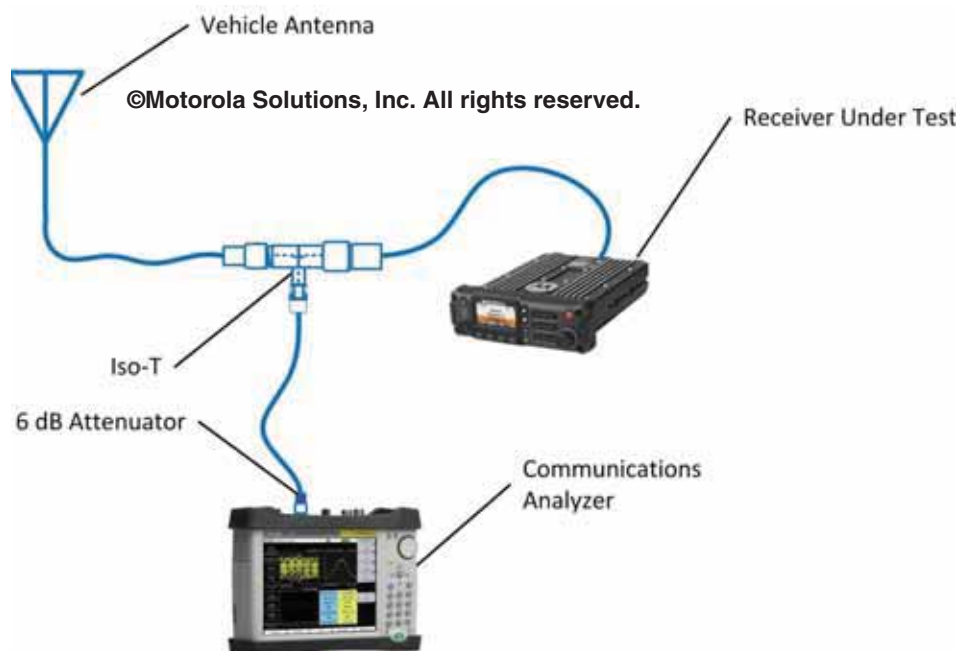 Vehicle Antenna
©Motorola Solutions, Inc. All rights reserved.
Receiver Under Test
Iso-T
6 dB Attenuator
Communications
Analyzer